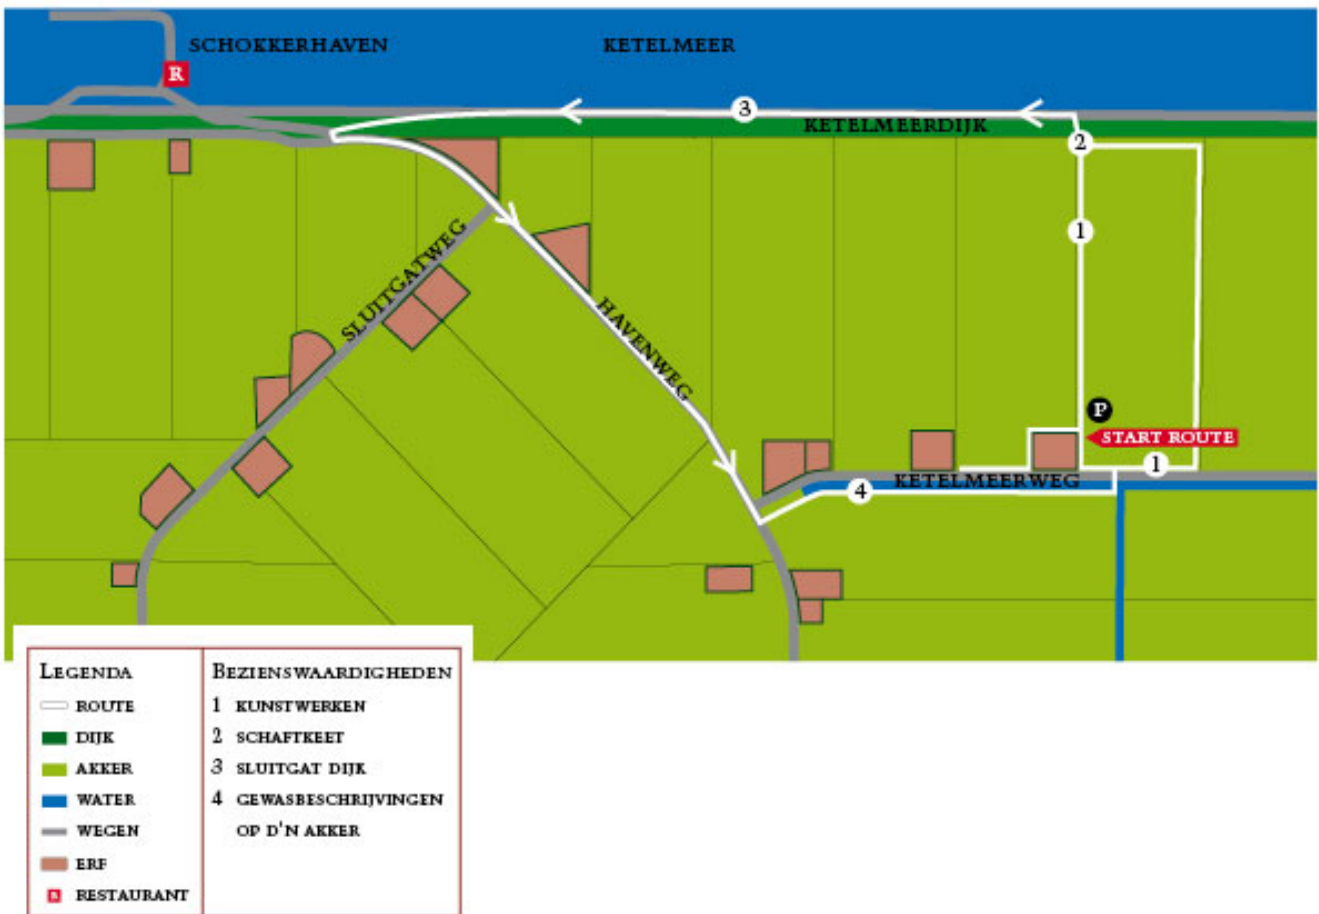 SCHOKKERHAVEN
KETELMEER
R
3
KETELMEERDIJK
2
1
SLUITGATWEG
HAVENWEG
P
START ROUTE
1
KETELMEERWEG
4
LEGENDA
ROUTE
DIJK
AKKER
WATER
WEGEN
ERF
R RESTAURANT
BEZIENSWAARDIGHEDEN
1 KUNSTWERKEN
2 SCHAFTKEET
3 SLUITGAT DIJK
4 GEWASBESCHRIJVINGEN
OP D'N AKKER